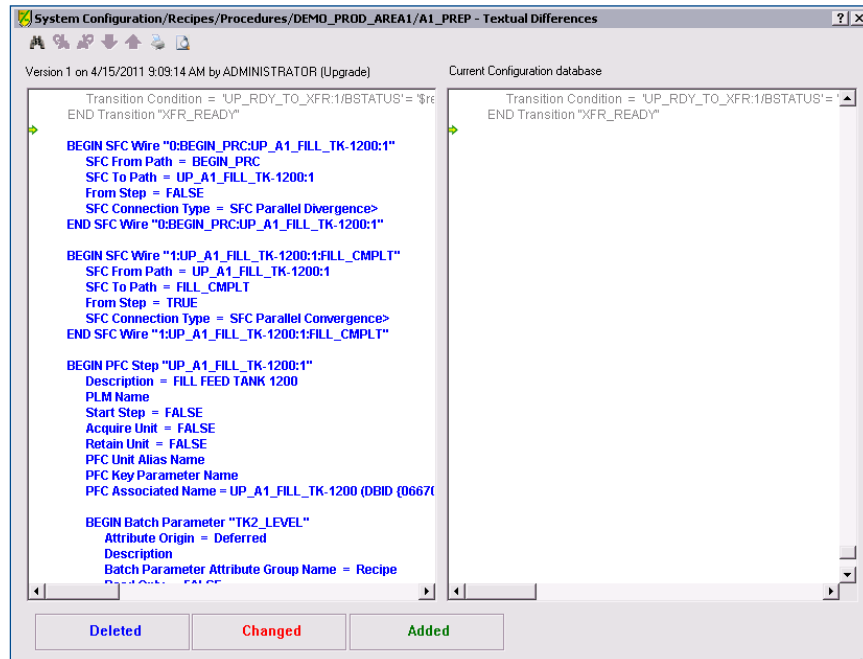 System Configuration/Recipes/Procedures/DEMO_PROD_AREA1/A1_PREP - Textual Differences
Version 1 on 4/15/2011 9:09:14 AM by ADMINISTRATOR (Upgrade)
Current Configuration database
Transition Condition = 'UP_RDY_TO_XFR:1/BSTATUS'= '$re
END Transition "XFR_READY"
BEGIN SFC Wire "0:BEGIN_PRC:UP_A1_FILL_TK-1200:1"
SFC From Path = BEGIN_PRC
SFC To Path = UP_A1_FILL_TK-1200:1
From Step = FALSE
SFC Connection Type = SFC Parallel Divergence>
END SFC Wire "0:BEGIN_PRC:UP_A1_FILL_TK-1200:1"
BEGIN SFC Wire "1:UP_A1_FILL_TK-1200:1:FILL_CMPLT"
SFC From Path = UP_A1_FILL_TK-1200:1
SFC To Path = FILL_CMPLT
From Step = TRUE
SFC Connection Type = SFC Parallel Convergence>
END SFC Wire "1:UP_A1_FILL_TK-1200:1:FILL_CMPLT"
BEGIN PFC Step "UP_A1_FILL_TK-1200:1"
Description = FILL FEED TANK 1200
PLM Name
Start Step = FALSE
Acquire Unit = FALSE
Retain Unit = FALSE
PFC Unit Alias Name
PFC Key Parameter Name
PFC Associated Name = UP_A1_FILL_TK-1200 (DBID {06670
BEGIN Batch Parameter "TK2_LEVEL"
Attribute Origin = Deferred
Description
Batch Parameter Attribute Group Name = Recipe
Transition Condition = 'UP_RDY_TO_XFR:1/BSTATUS'= '
END Transition "XFR_READY"
Deleted
Changed
Added